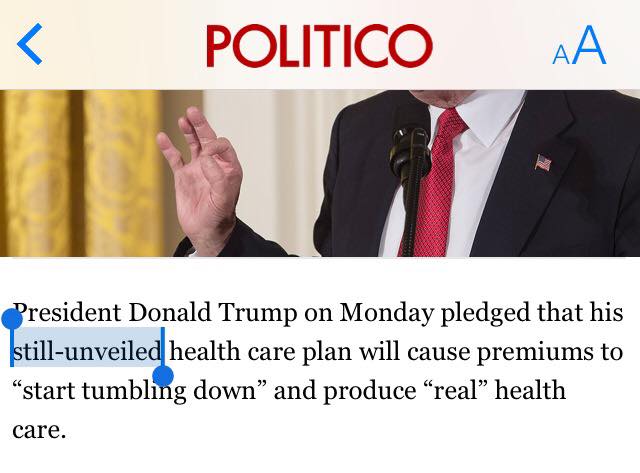 POLITICO
AA
President Donald Trump on Monday pledged that his
still-unveiled health care plan will cause premiums to
“start tumbling down” and produce “real” health
care.